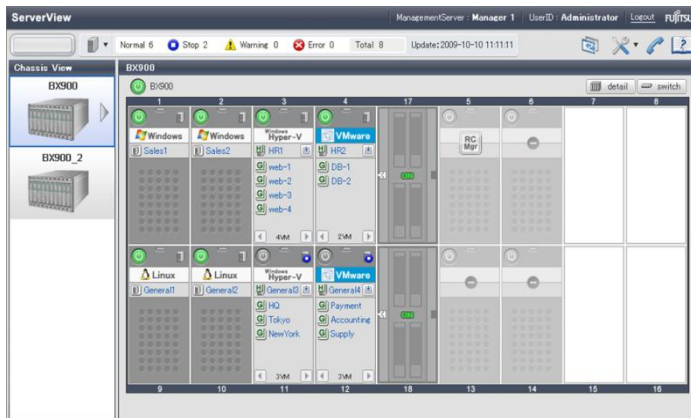 ServerView
ManagementServer : Manager 1 UserID : Administrator Logout FUJITSU
Normal 6 Stop 2 Warning 0 Error 0 Total 8 Update:2009-10-10 11:11:11
Chassis View
BX900
BX900_2
BX900
BX900 detail switch
1 2 3 4 17 5 6 7 8
Windows Windows Windows Hyper-V VMware RC Mgr
Sales1 Sales2 HR1 HR2
web-1 DB-1
web-2 DB-2
web-3
web-4
ON
4VM 2VM
Linux Linux Windows Hyper-V VMware
General1 General2 General3 General4
HQ Payment
Tokyo Accounting
NewYork Supply
ON
3VM 3VM
9 10 11 12 18 13 14 15 16